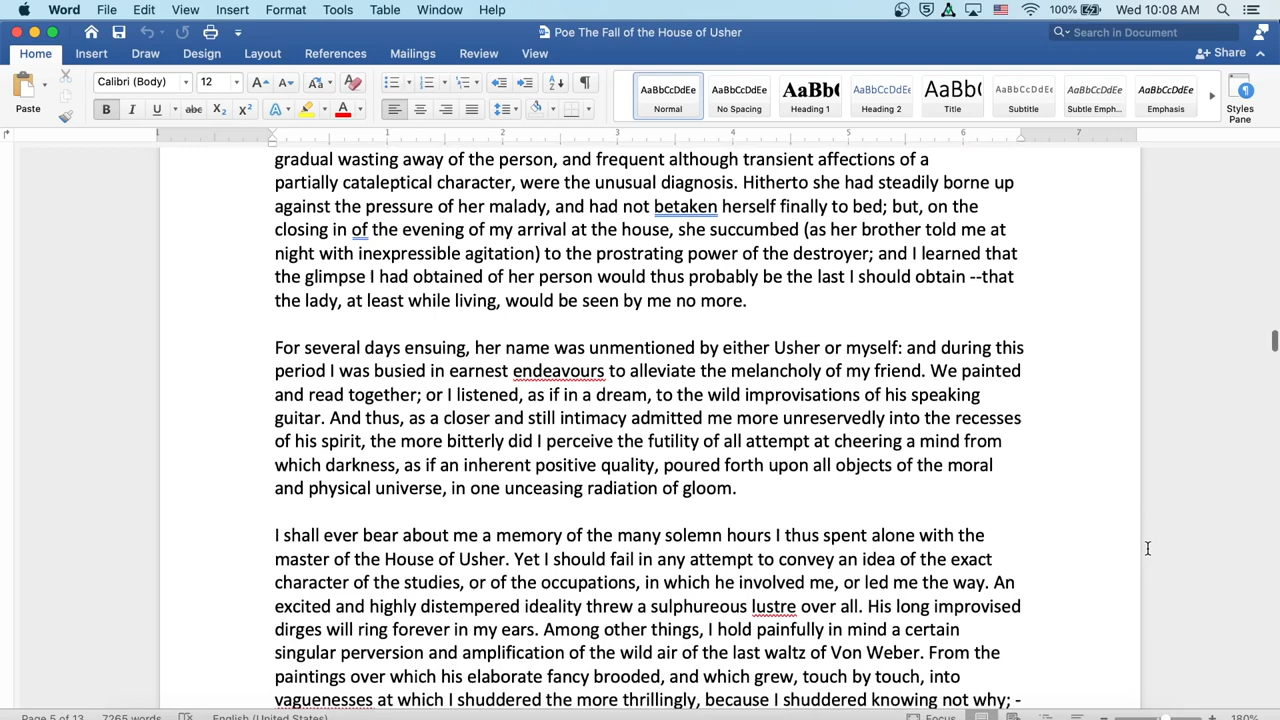 Word File Edit View Insert Format Tools Table Window Help 100% Wed 10:08 AM
Poe The Fall of the House of Usher Search in Document
Home Insert Draw Design Layout References Mailings Review View Share
Paste Calibri (Body) 12
AaBbCcDdEe AaBbCcDdEe AaBb( AaBbCcDdEe AaBb( AaBbCcDdEe AaBbCcDdEe AaBbCcDdEe
Normal No Spacing Heading 1 Heading 2 Title Subtitle Subtle Emph... Emphasis Styles Pane
1 1 2 3 4 5 6 7
gradual wasting away of the person, and frequent although transient affections of a
partially cataleptical character, were the unusual diagnosis. Hitherto she had steadily borne up
against the pressure of her malady, and had not betaken herself finally to bed; but, on the
closing in of the evening of my arrival at the house, she succumbed (as her brother told me at
night with inexpressible agitation) to the prostrating power of the destroyer; and I learned that
the glimpse I had obtained of her person would thus probably be the last I should obtain --that
the lady, at least while living, would be seen by me no more.
For several days ensuing, her name was unmentioned by either Usher or myself: and during this
period I was busied in earnest endeavours to alleviate the melancholy of my friend. We painted
and read together; or I listened, as if in a dream, to the wild improvisations of his speaking
guitar. And thus, as a closer and still intimacy admitted me more unreservedly into the recesses
of his spirit, the more bitterly did I perceive the futility of all attempt at cheering a mind from
which darkness, as if an inherent positive quality, poured forth upon all objects of the moral
and physical universe, in one unceasing radiation of gloom.
I shall ever bear about me a memory of the many solemn hours I thus spent alone with the
master of the House of Usher. Yet I should fail in any attempt to convey an idea of the exact
character of the studies, or of the occupations, in which he involved me, or led me the way. An
excited and highly distempered ideality threw a sulphureous lustre over all. His long improvised
dirges will ring forever in my ears. Among other things, I hold painfully in mind a certain
singular perversion and amplification of the wild air of the last waltz of Von Weber. From the
paintings over which his elaborate fancy brooded, and which grew, touch by touch, into
vaguenesses at which I shuddered the more thrillingly, because I shuddered knowing not why; -
Page 5 of 13 7265 words English (United States) Focus 180%